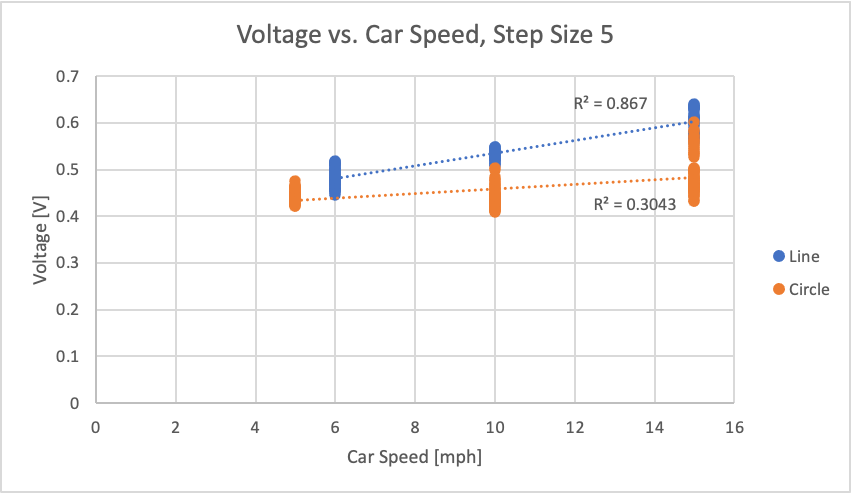 Voltage vs. Car Speed, Step Size 5
0.7
0.6
0.5
0.4
0.3
0.2
0.1
0
Voltage [V]
R² = 0.867
R² = 0.3043
Line
Circle
0 2 4 6 8 10 12 14 16
Car Speed [mph]